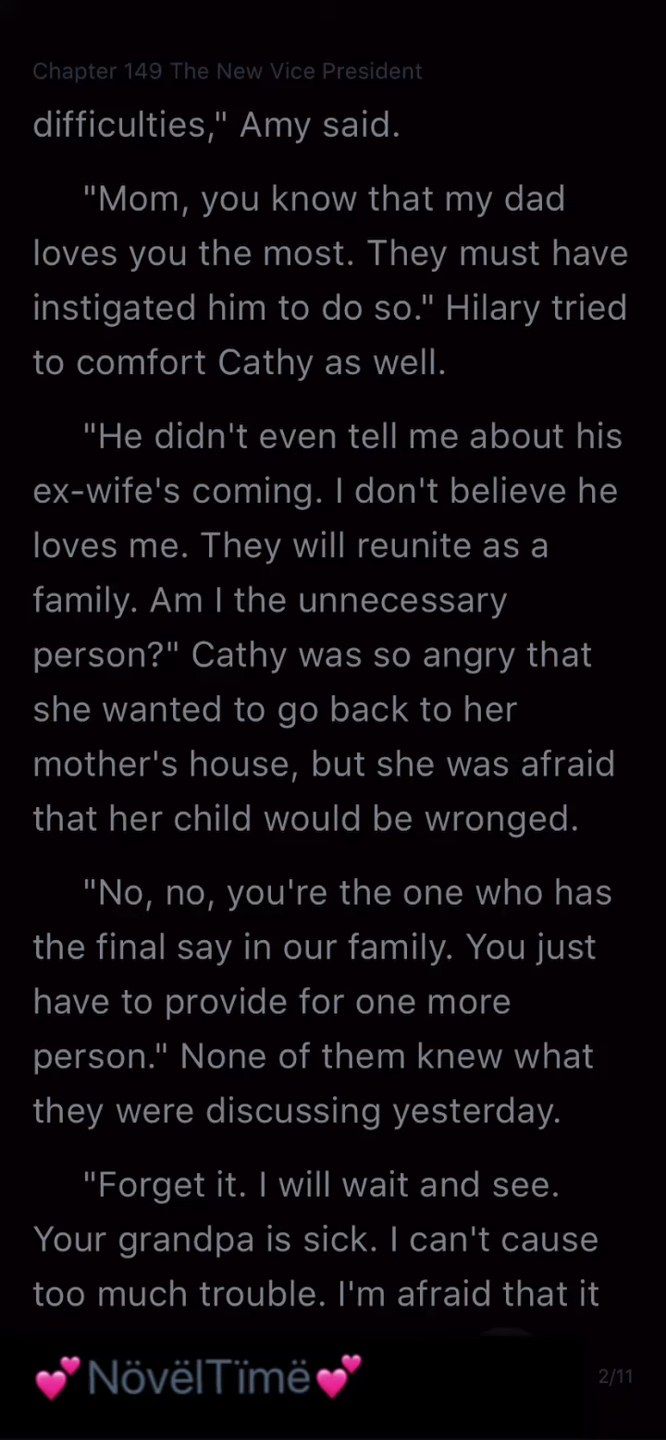 Chapter 149 The New Vice President
difficulties," Amy said.
"Mom, you know that my dad
loves you the most. They must have
instigated him to do so." Hilary tried
to comfort Cathy as well.
"He didn't even tell me about his
ex-wife's coming. I don't believe he
loves me. They will reunite as a
family. Am I the unnecessary
person?" Cathy was so angry that
she wanted to go back to her
mother's house, but she was afraid
that her child would be wronged.
"No, no, you're the one who has
the final say in our family. You just
have to provide for one more
person." None of them knew what
they were discussing yesterday.
"Forget it. I will wait and see.
Your grandpa is sick. I can't cause
too much trouble. I'm afraid that it
💕NövëlTïmë💕
2/11